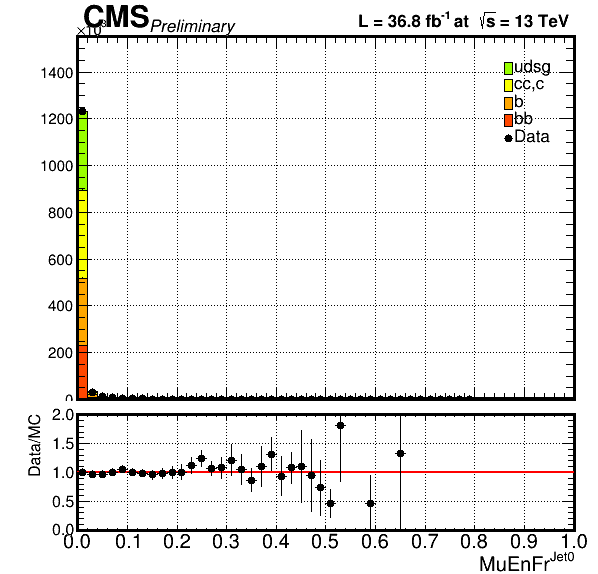 CMS Preliminary L = 36.8 fb⁻¹ at √s = 13 TeV
1400
1200
1000
800
600
400
200
0
udsg
cc,c
b
bb
Data
Data/MC
2.0
1.5
1.0
0.5
0.0
0.0 0.1 0.2 0.3 0.4 0.5 0.6 0.7 0.8 0.9 1.0
MuEnFr^Jet0